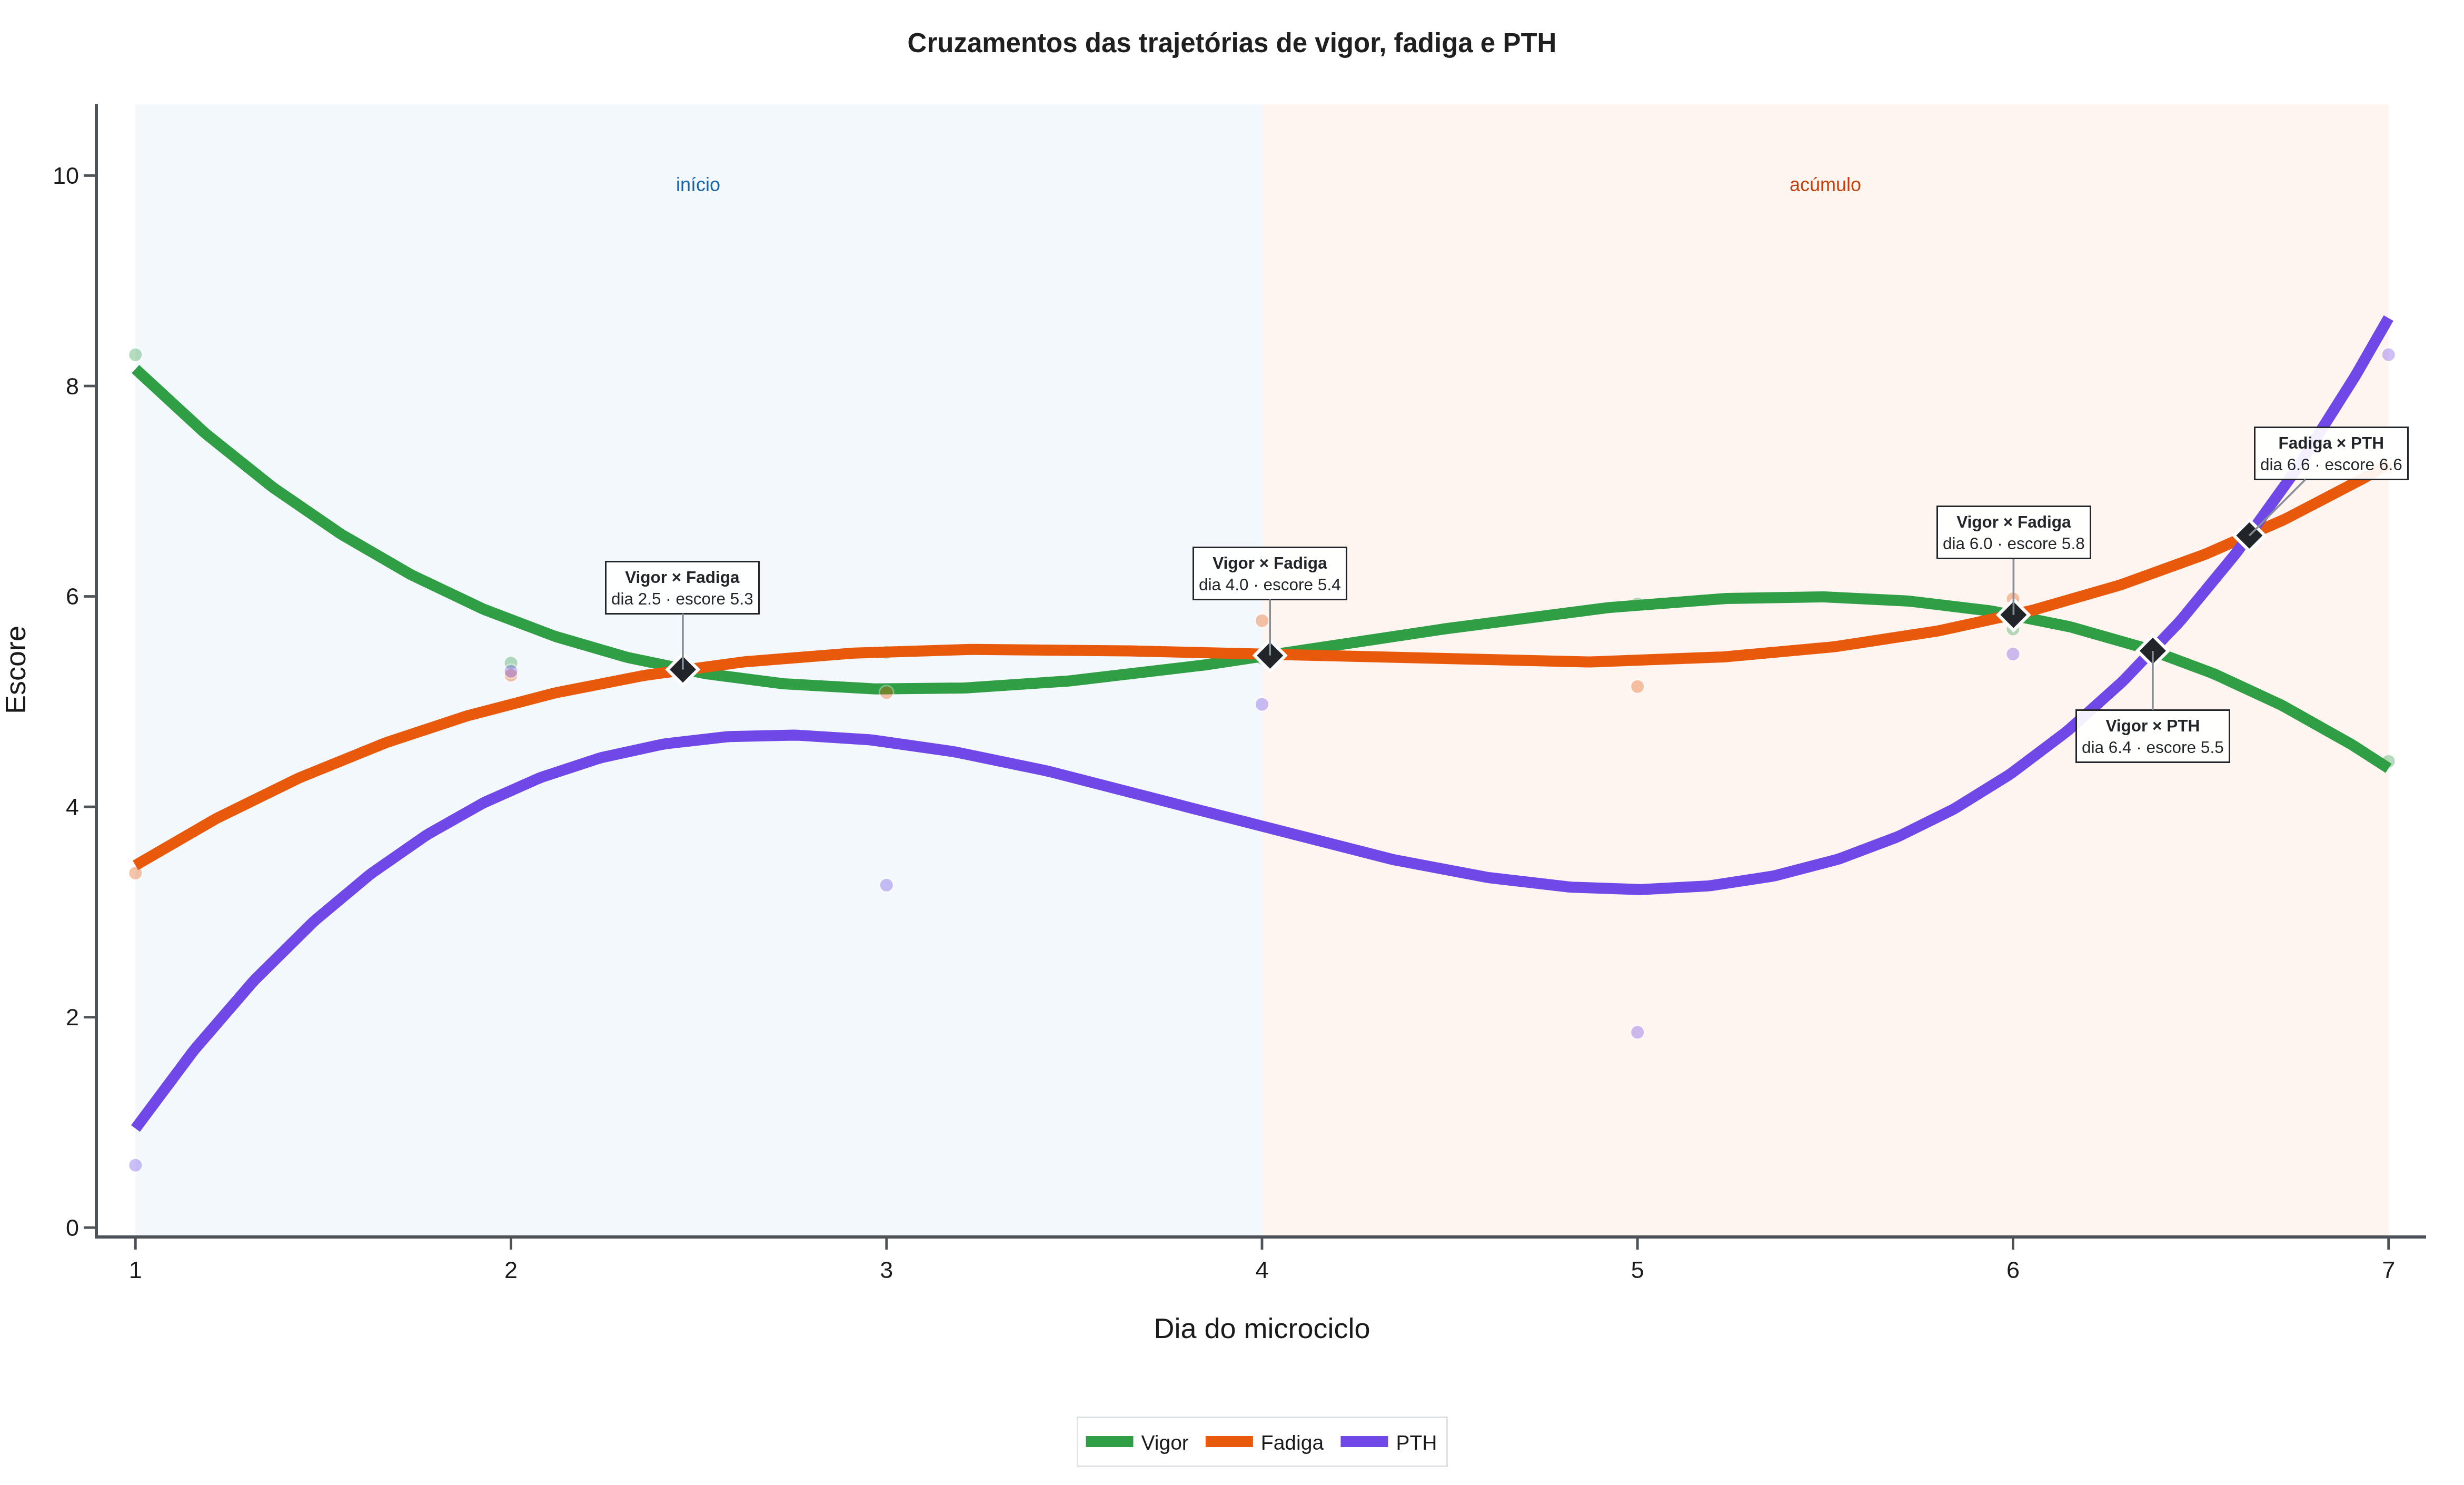 Cruzamentos das trajetórias de vigor, fadiga e PTH
início
acúmulo
Escore
10
8
6
4
2
0
Vigor × Fadiga
dia 2.5 · escore 5.3
Vigor × Fadiga
dia 4.0 · escore 5.4
Vigor × Fadiga
dia 6.0 · escore 5.8
Fadiga × PTH
dia 6.6 · escore 6.6
Vigor × PTH
dia 6.4 · escore 5.5
1
2
3
4
5
6
7
Dia do microciclo
Vigor
Fadiga
PTH